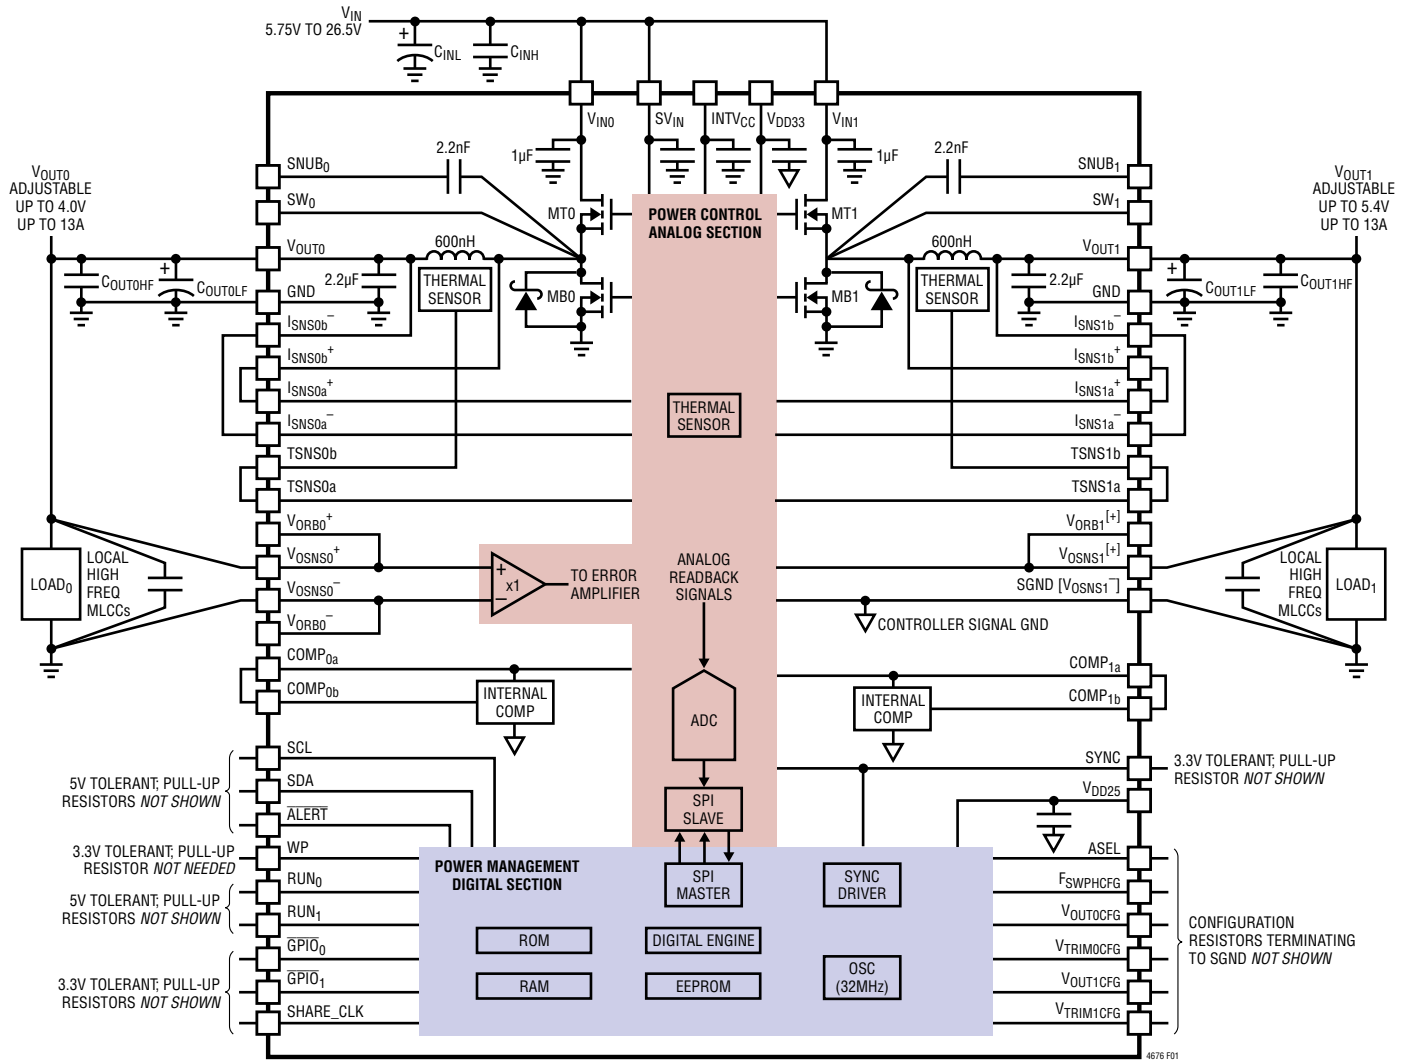 VIN
5.75V TO 26.5V
+
CINL
CINH
VIN0
SVIN
INTVCC
VDD33
VIN1
1µF
1µF
2.2nF
2.2nF
SNUB0
SW0
VOUT0
GND
ISNS0b–
ISNS0b+
ISNS0a+
ISNS0a–
TSNS0b
TSNS0a
VORB0+
VOSNS0+
VOSNS0–
VORB0–
COMP0a
COMP0b
SCL
SDA
ALERT
WP
RUN0
RUN1
GPIO0
GPIO1
SHARE_CLK
VOUT0
ADJUSTABLE
UP TO 4.0V
UP TO 13A
COUT0HF
+
COUT0LF
2.2µF
600nH
THERMAL
SENSOR
MT0
MB0
LOAD0
LOCAL
HIGH
FREQ
MLCCs
+
–
x1
TO ERROR
AMPLIFIER
INTERNAL
COMP
5V TOLERANT; PULL-UP
RESISTORS NOT SHOWN
3.3V TOLERANT; PULL-UP
RESISTOR NOT NEEDED
5V TOLERANT; PULL-UP
RESISTORS NOT SHOWN
3.3V TOLERANT; PULL-UP
RESISTORS NOT SHOWN
POWER CONTROL
ANALOG SECTION
THERMAL
SENSOR
ANALOG
READBACK
SIGNALS
ADC
SPI
SLAVE
POWER MANAGEMENT
DIGITAL SECTION
SPI
MASTER
SYNC
DRIVER
ROM
DIGITAL ENGINE
RAM
EEPROM
OSC
(32MHz)
MT1
MB1
600nH
THERMAL
SENSOR
2.2µF
SNUB1
SW1
VOUT1
GND
ISNS1b–
ISNS1b+
ISNS1a+
ISNS1a–
TSNS1b
TSNS1a
VORB1[+]
VOSNS1[+]
SGND [VOSNS1–]
CONTROLLER SIGNAL GND
COMP1a
COMP1b
INTERNAL
COMP
SYNC
VDD25
ASEL
FSWPHCFG
VOUT0CFG
VTRIM0CFG
VOUT1CFG
VTRIM1CFG
VOUT1
ADJUSTABLE
UP TO 5.4V
UP TO 13A
+
COUT1LF
COUT1HF
LOCAL
HIGH
FREQ
MLCCs
LOAD1
3.3V TOLERANT; PULL-UP
RESISTOR NOT SHOWN
CONFIGURATION
RESISTORS TERMINATING
TO SGND NOT SHOWN
4676 F01